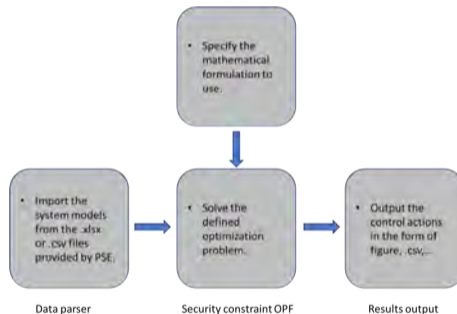 • Specify the
mathematical
formulation to
use.
• Import the
system models
from the .xlsx
or .csv files
provided by PSE.
• Solve the
defined
optimization
problem.
• Output the
control actions
in the form of
figure, .csv,...
Data parser
Security constraint OPF
Results output